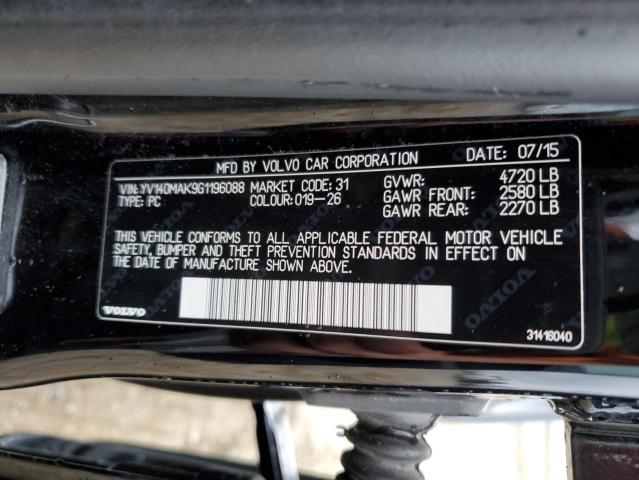 MFD BY VOLVO CAR CORPORATION DATE: 07/15
VIN: YV140MAK9G1196088 MARKET CODE: 31 GVWR: 4720 LB
TYPE: PC COLOUR: 019-26 GAWR FRONT: 2580 LB
GAWR REAR: 2270 LB
THIS VEHICLE CONFORMS TO ALL APPLICABLE FEDERAL MOTOR VEHICLE
SAFETY, BUMPER AND THEFT PREVENTION STANDARDS IN EFFECT ON
THE DATE OF MANUFACTURE SHOWN ABOVE.
VOLVO 31416040